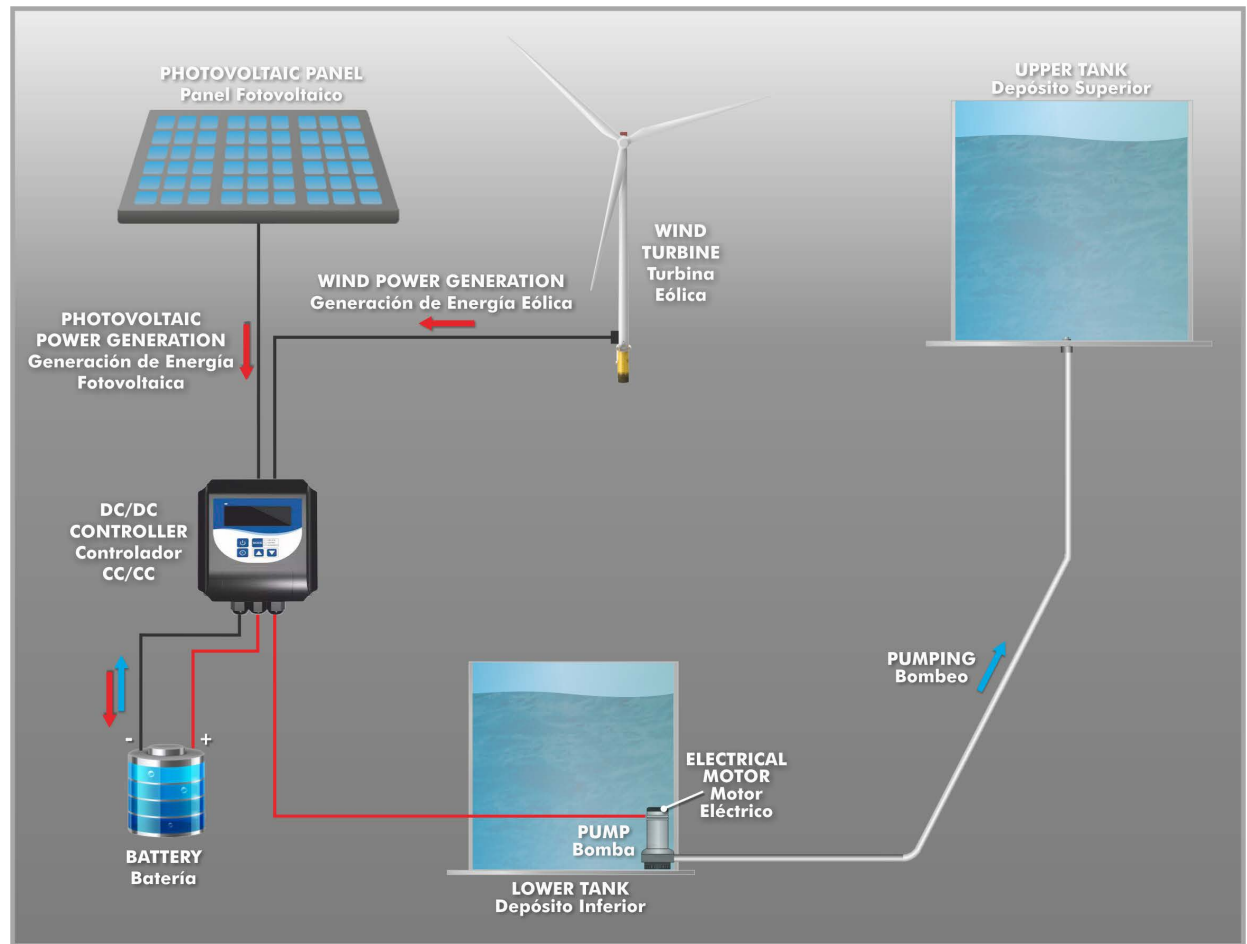 PHOTOVOLTAIC PANEL
Panel Fotovoltaico
UPPER TANK
Depósito Superior
WIND
TURBINE
Turbina
Eólica
WIND POWER GENERATION
Generación de Energía Eólica
PHOTOVOLTAIC
POWER GENERATION
Generación de Energía
Fotovoltaica
DC/DC
CONTROLLER
Controlador
CC/CC
PUMPING
Bombeo
- +
ELECTRICAL
MOTOR
Motor
Eléctrico
PUMP
Bomba
BATTERY
Batería
LOWER TANK
Depósito Inferior